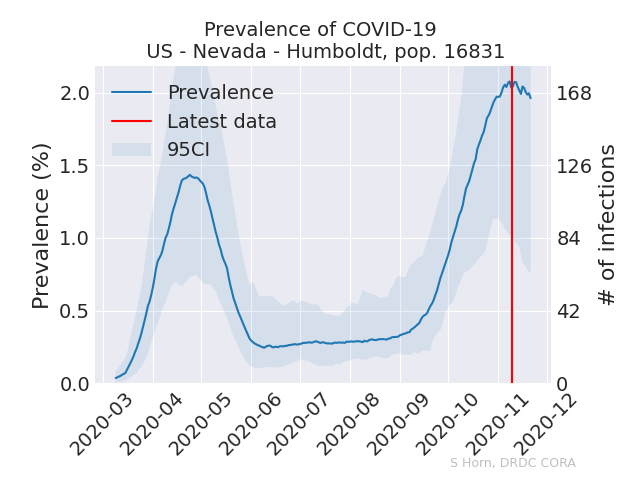 Prevalence of COVID-19
US - Nevada - Humboldt, pop. 16831
Prevalence
Latest data
95CI
Prevalence (%)
2.0
1.5
1.0
0.5
0.0
168
126
84
42
0
# of infections
2020-03
2020-04
2020-05
2020-06
2020-07
2020-08
2020-09
2020-10
2020-11
2020-12
S Horn, DRDC CORA